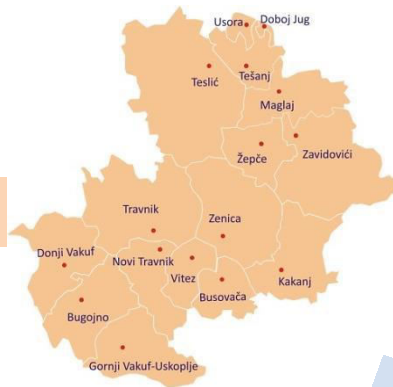 Usora
Doboj Jug
Teslić
Tešanj
Maglaj
Žepče
Zavidovići
Travnik
Zenica
Donji Vakuf
Novi Travnik
Vitez
Kakanj
Busovača
Bugojno
Gornji Vakuf-Uskoplje